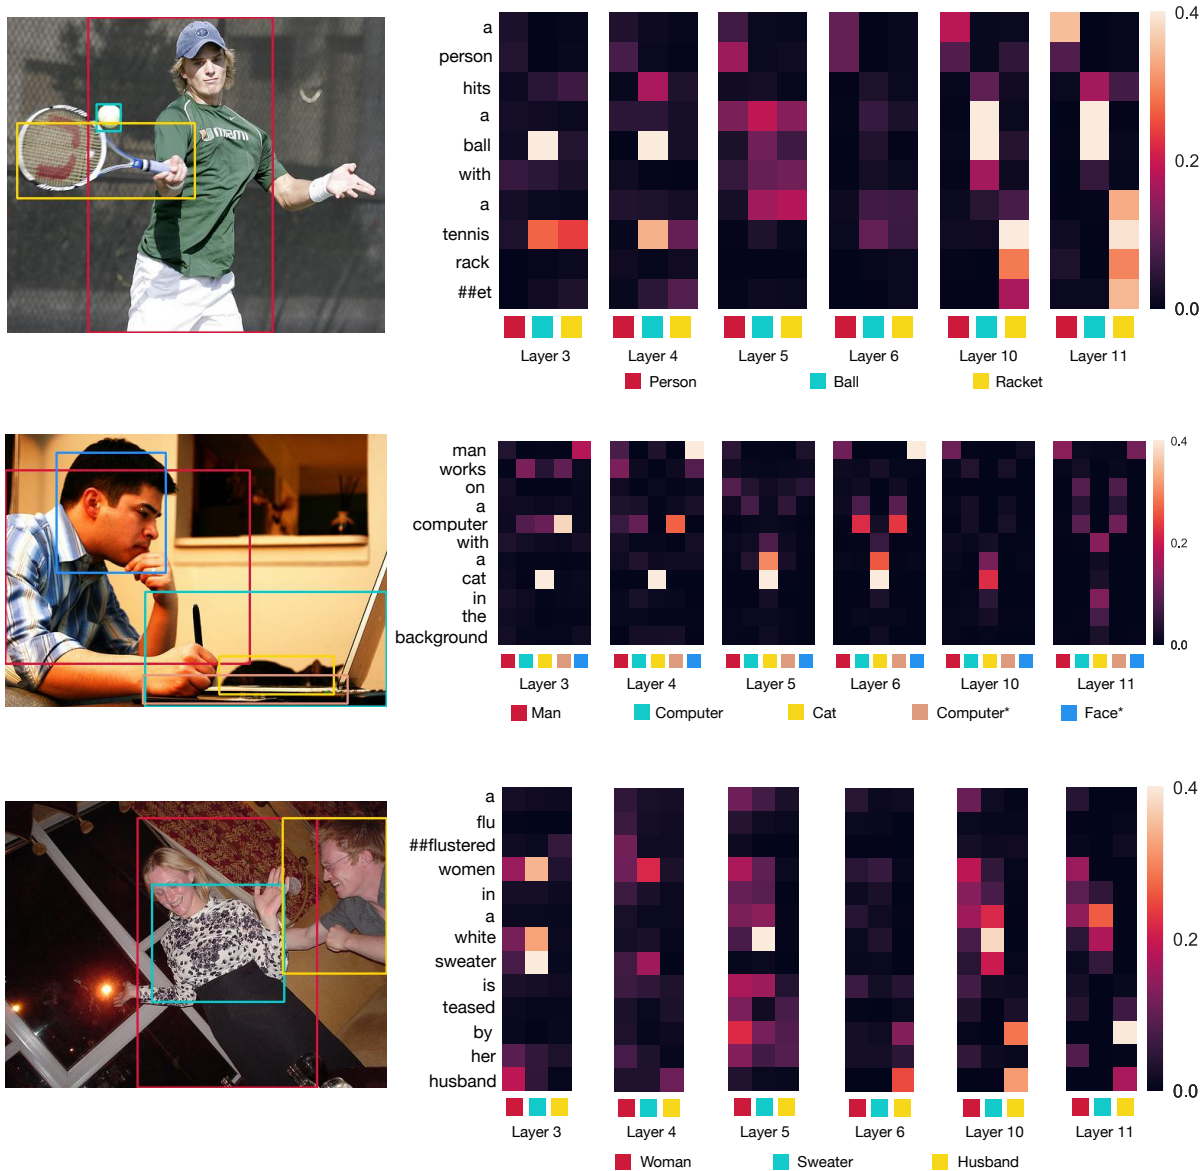 MIAMI
a
person
hits
a
ball
with
a
tennis
rack
##et
0.4
0.2
0.0
Layer 3 Layer 4 Layer 5 Layer 6 Layer 10 Layer 11
Person Ball Racket
man
works
on
a
computer
with
a
cat
in
the
background
0.4
0.2
0.0
Layer 3 Layer 4 Layer 5 Layer 6 Layer 10 Layer 11
Man Computer Cat Computer* Face*
a
flu
##flustered
women
in
a
white
sweater
is
teased
by
her
husband
0.4
0.2
0.0
Layer 3 Layer 4 Layer 5 Layer 6 Layer 10 Layer 11
Woman Sweater Husband